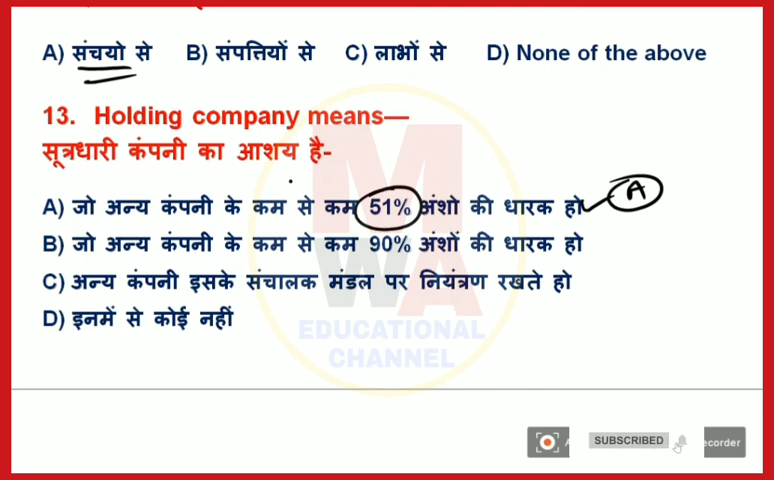 A) संचयो से B) संपत्तियों से C) लाभों से D) None of the above
13. Holding company means—
सूत्रधारी कंपनी का आशय है-
A) जो अन्य कंपनी के कम से कम 51% अंशो की धारक हो A
B) जो अन्य कंपनी के कम से कम 90% अंशों की धारक हो
C) अन्य कंपनी इसके संचालक मंडल पर नियंत्रण रखते हो
D) इनमें से कोई नहीं
MWA
EDUCATIONAL
CHANNEL
SUBSCRIBED ecorder